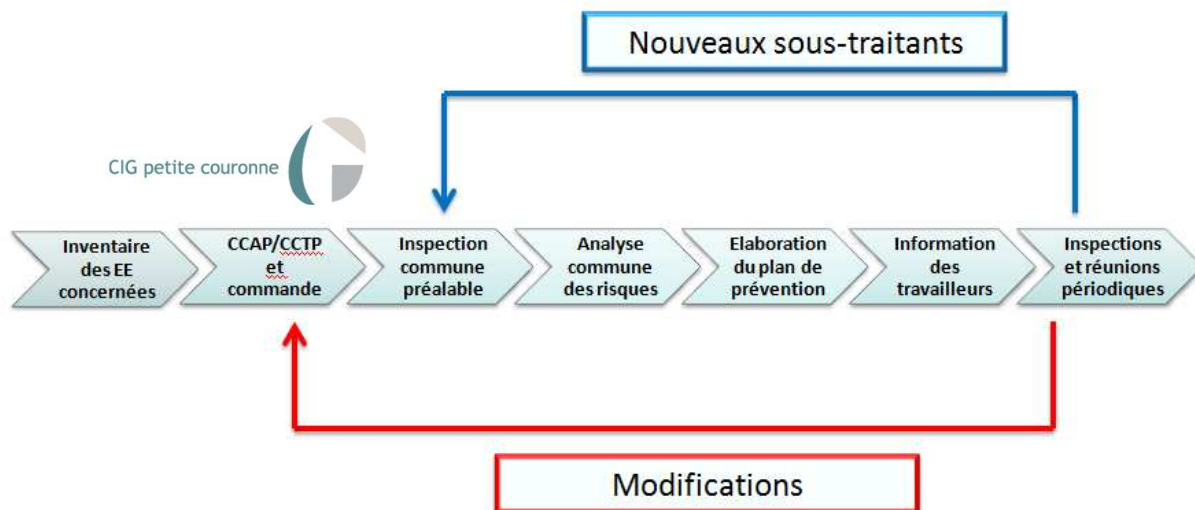 Nouveaux sous-traitants
CIG petite couronne
Inventaire
des EE
concernées
CCAP/CCTP
et
commande
Inspection
commune
préalable
Analyse
commune
des risques
Elaboration
du plan de
prévention
Information
des
travailleurs
Inspections
et réunions
périodiques
Modifications